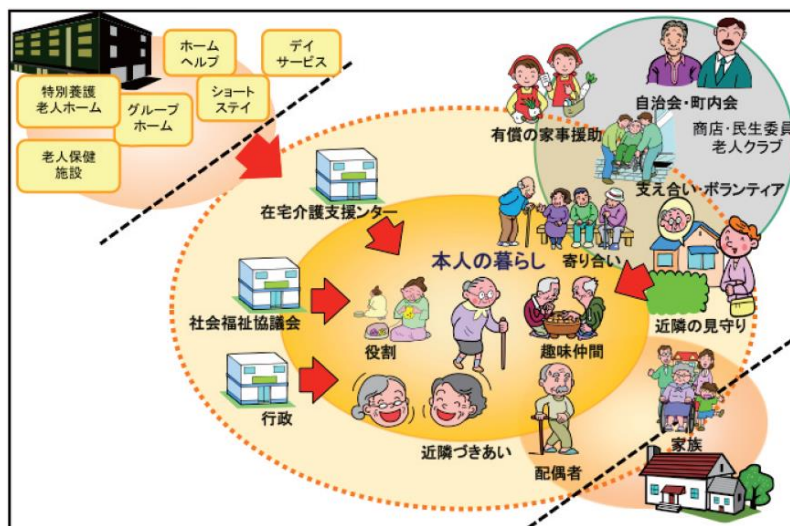 ホーム
ヘルプ
デイ
サービス
特別養護
老人ホーム
グループ
ホーム
ショート
ステイ
老人保健
施設
有償の家事援助
自治会・町内会
商店・民生委員
老人クラブ
支え合い・ボランティア
在宅介護支援ンター
本人の暮らし
寄り合い
社会福祉協議会
役割
趣味仲間
近隣の見守り
行政
近隣づきあい
配偶者
家族